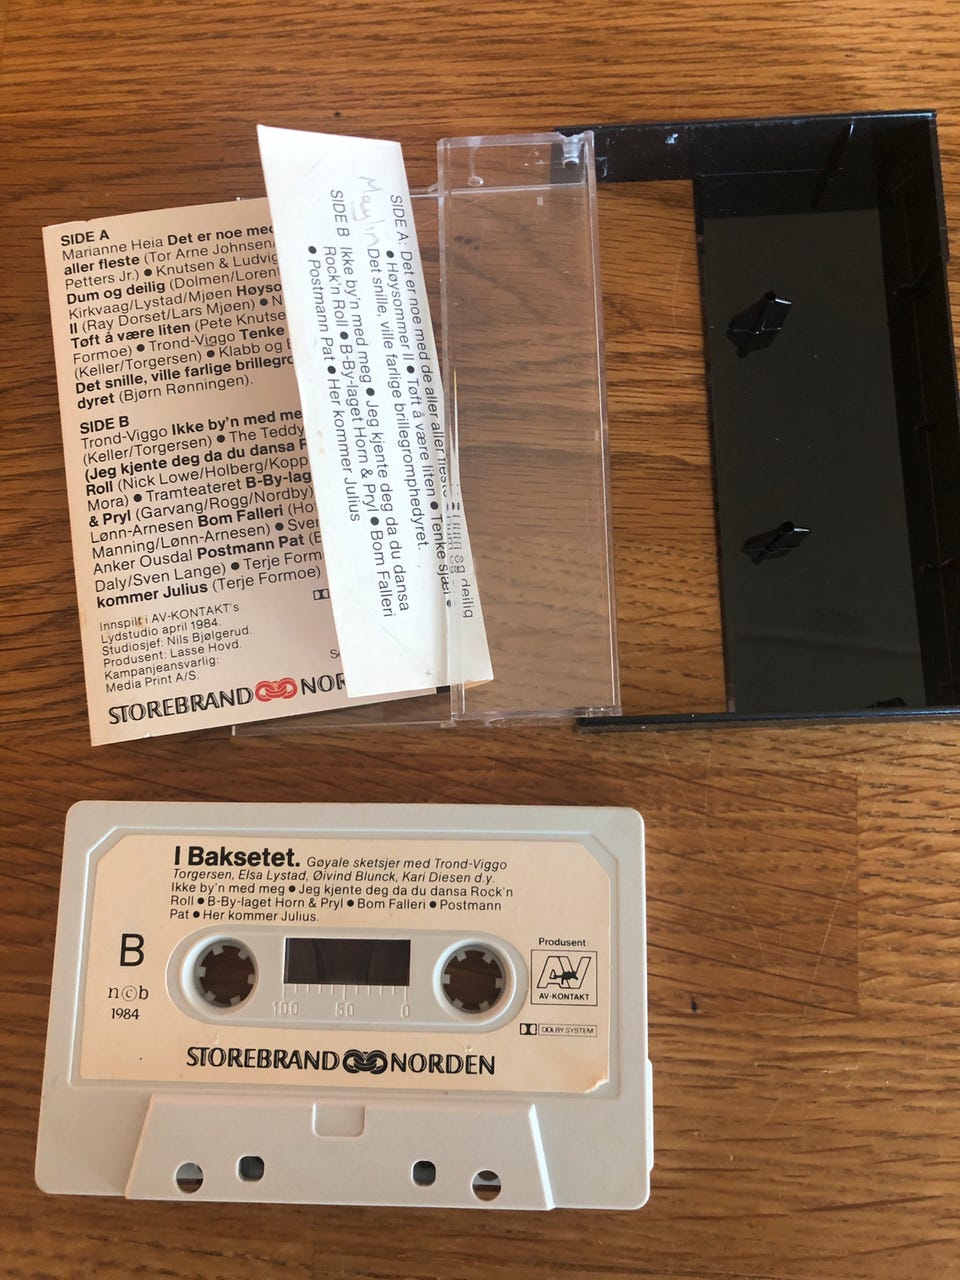 SIDE A
Marianne Heia Det er noe med
aller fleste (Tor Arne Johnsen/
Petters Jr.) ● Knutsen & Ludvig
Dum og deilig (Dolmen/Loren
Kirkvaag/Lystad/Mjøen Høyso
II (Ray Dorset/Lars Mjøen) ● N
Tøft å være liten (Pete Knutse
Formoe) ● Trond-Viggo Tenke
(Keller/Torgersen) ● Klabb og
Det snille, ville farlige brillegro
dyret (Bjørn Rønningen).
SIDE B
Trond-Viggo Ikke by'n med me
(Keller/Torgersen) ● The Teddy
(Jeg kjente deg da du dansa
Roll (Nick Lowe/Holberg/Kopp
Mora) ● Tramteateret B-By-lag
& Pryl (Garvang/Rogg/Nordby)
Lønn-Arnesen Bom Falleri (Ho
Manning/Lønn-Arnesen) ● Sver
Anker Ousdal Postmann Pat (
Daly/Sven Lange) ● Terje Form
kommer Julius (Terje Formoe)
Innspilt i AV-KONTAKT's
Lydstudio april 1984.
Studiosjef: Nils Bjølgerud.
Produsent: Lasse Hovd.
Kampanjeansvarlig:
Media Print A/S.
STOREBRAND NOR
Maylin
SIDE A: Det er noe med de aller aller fleste ● Dum og deilig
● Høysommer II ● Tøft å være liten ● Tenke sjæl ●
Det snille, ville farlige brillegromphedyret.
SIDE B Ikke by'n med meg ● Jeg kjente deg da du dansa
Rock'n Roll ● B-By-laget Horn & Pryl ● Bom Falleri
● Postmann Pat ● Her kommer Julius
I Baksetet. Gøyale sketsjer med Trond-Viggo
Torgersen, Elsa Lystad, Øivind Blunck, Kari Diesen d.y.
Ikke by'n med meg ● Jeg kjente deg da du dansa Rock'n
Roll ● B-By-laget Horn & Pryl ● Bom Falleri ● Postmann
Pat ● Her kommer Julius.
B
n©b
1984
100 50 0
Produsent:
AV
AV-KONTAKT
DOLBY SYSTEM
STOREBRAND NORDEN